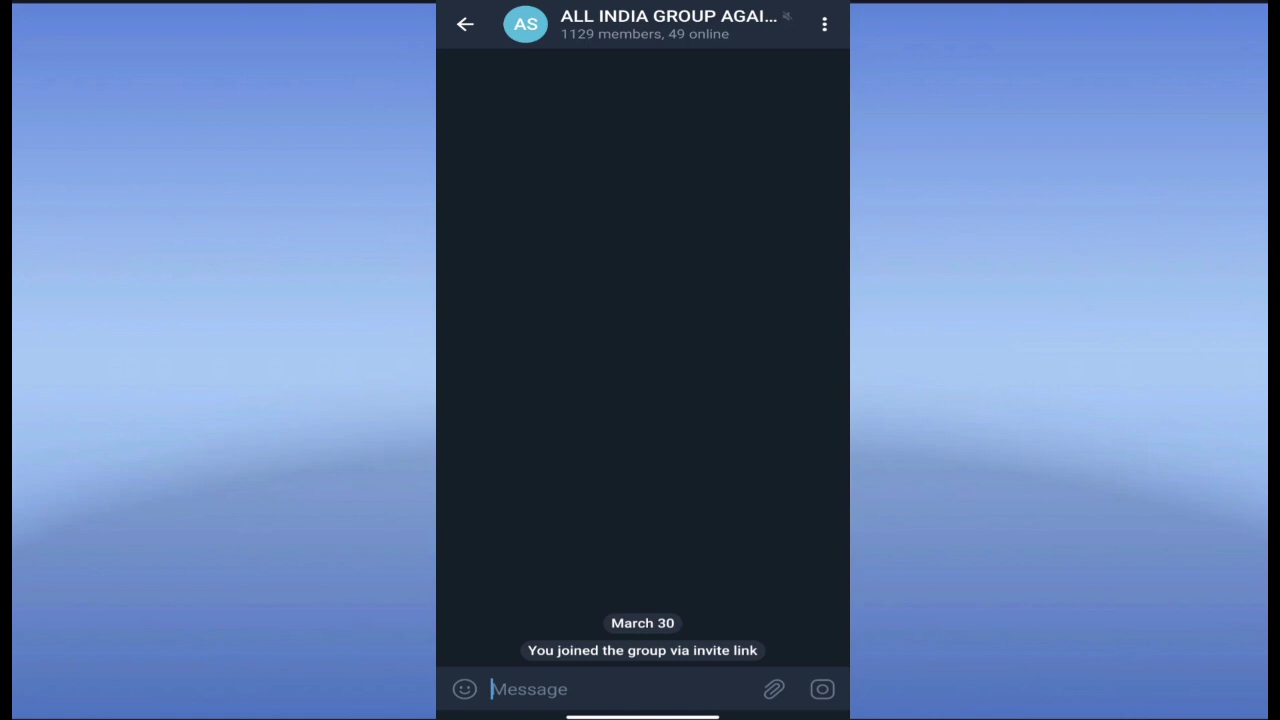 AS
ALL INDIA GROUP AGAI...
1129 members, 49 online
March 30
You joined the group via invite link
Message